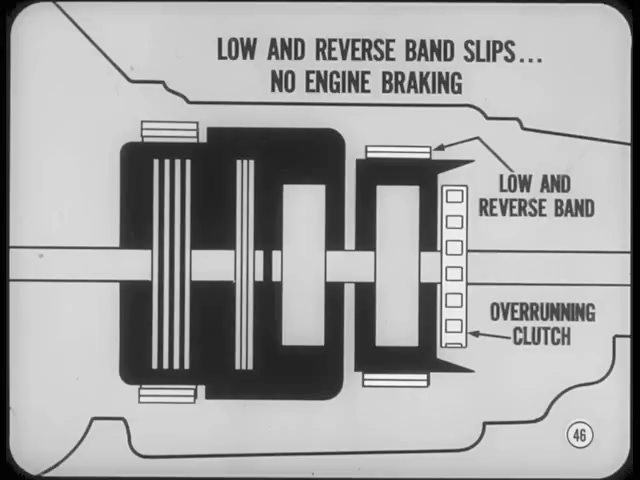 LOW AND REVERSE BAND SLIPS...
NO ENGINE BRAKING
LOW AND
REVERSE BAND
OVERRUNNING
CLUTCH
46